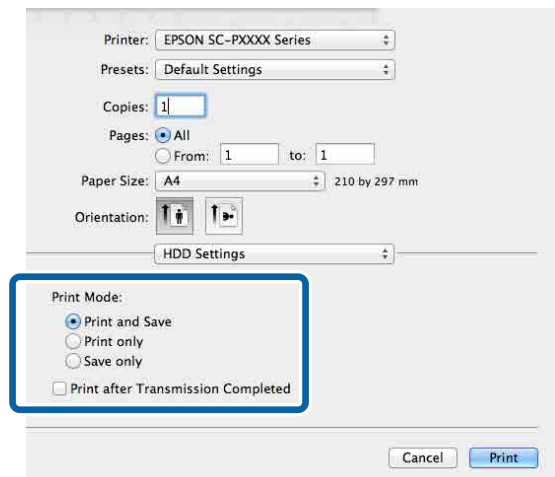 Printer: EPSON SC-PXXXX Series
Presets: Default Settings
Copies: 1
Pages: All
From: 1 to: 1
Paper Size: A4 210 by 297 mm
Orientation:
HDD Settings
Print Mode:
Print and Save
Print only
Save only
Print after Transmission Completed
Cancel Print